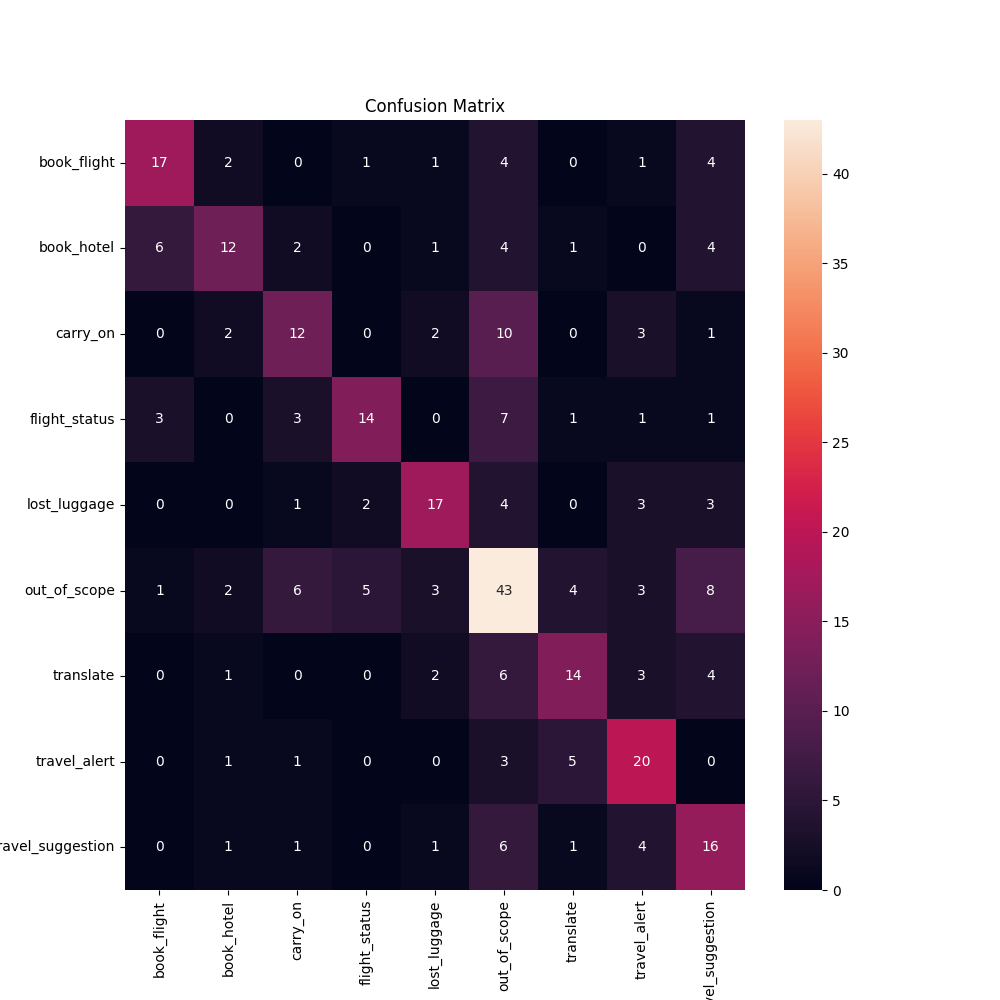 Confusion Matrix
book_flight 17 2 0 1 1 4 0 1 4
book_hotel 6 12 2 0 1 4 1 0 4
carry_on 0 2 12 0 2 10 0 3 1
flight_status 3 0 3 14 0 7 1 1 1
lost_luggage 0 0 1 2 17 4 0 3 3
out_of_scope 1 2 6 5 3 43 4 3 8
translate 0 1 0 0 2 6 14 3 4
travel_alert 0 1 1 0 0 3 5 20 0
ravel_suggestion 0 1 1 0 1 6 1 4 16
book_flight book_hotel carry_on flight_status lost_luggage out_of_scope translate travel_alert vel_suggestion
40
35
30
25
20
15
10
5
0